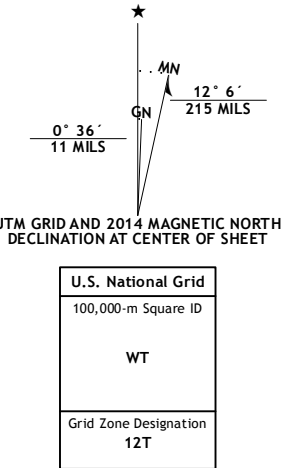 ★
MN
GN
12° 6´
215 MILS
0° 36´
11 MILS
UTM GRID AND 2014 MAGNETIC NORTH
DECLINATION AT CENTER OF SHEET
U.S. National Grid
100,000-m Square ID
WT
Grid Zone Designation
12T